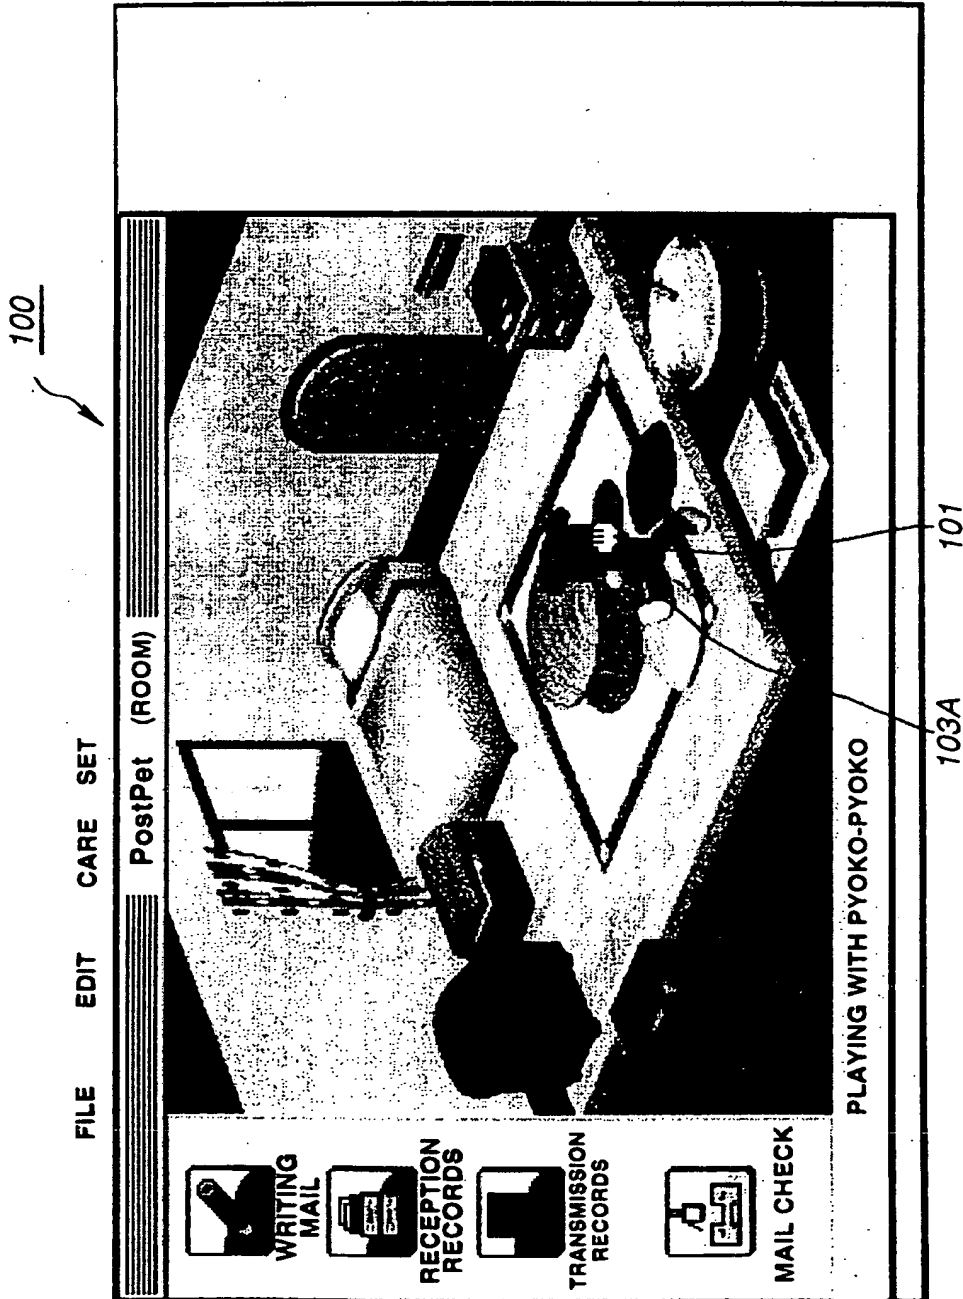 100
FILE EDIT CARE SET
PostPet (ROOM)
WRITING
MAIL
RECEPTION
RECORDS
TRANSMISSION
RECORDS
MAIL CHECK
PLAYING WITH PYOKO-PYOKO
103A
101